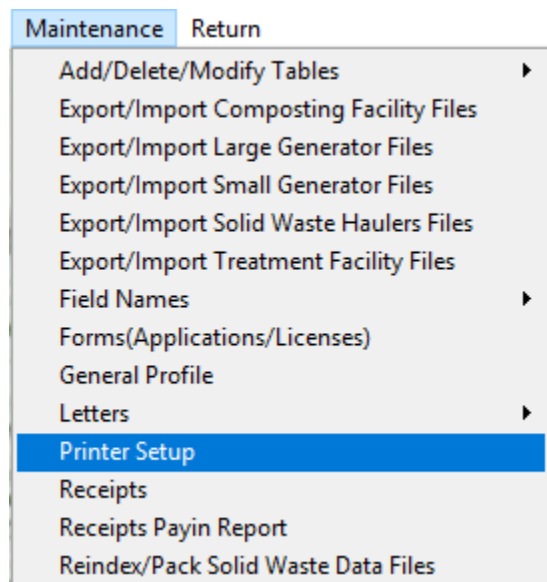 Maintenance Return
Add/Delete/Modify Tables
Export/Import Composting Facility Files
Export/Import Large Generator Files
Export/Import Small Generator Files
Export/Import Solid Waste Haulers Files
Export/Import Treatment Facility Files
Field Names
Forms(Applications/Licenses)
General Profile
Letters
Printer Setup
Receipts
Receipts Payin Report
Reindex/Pack Solid Waste Data Files